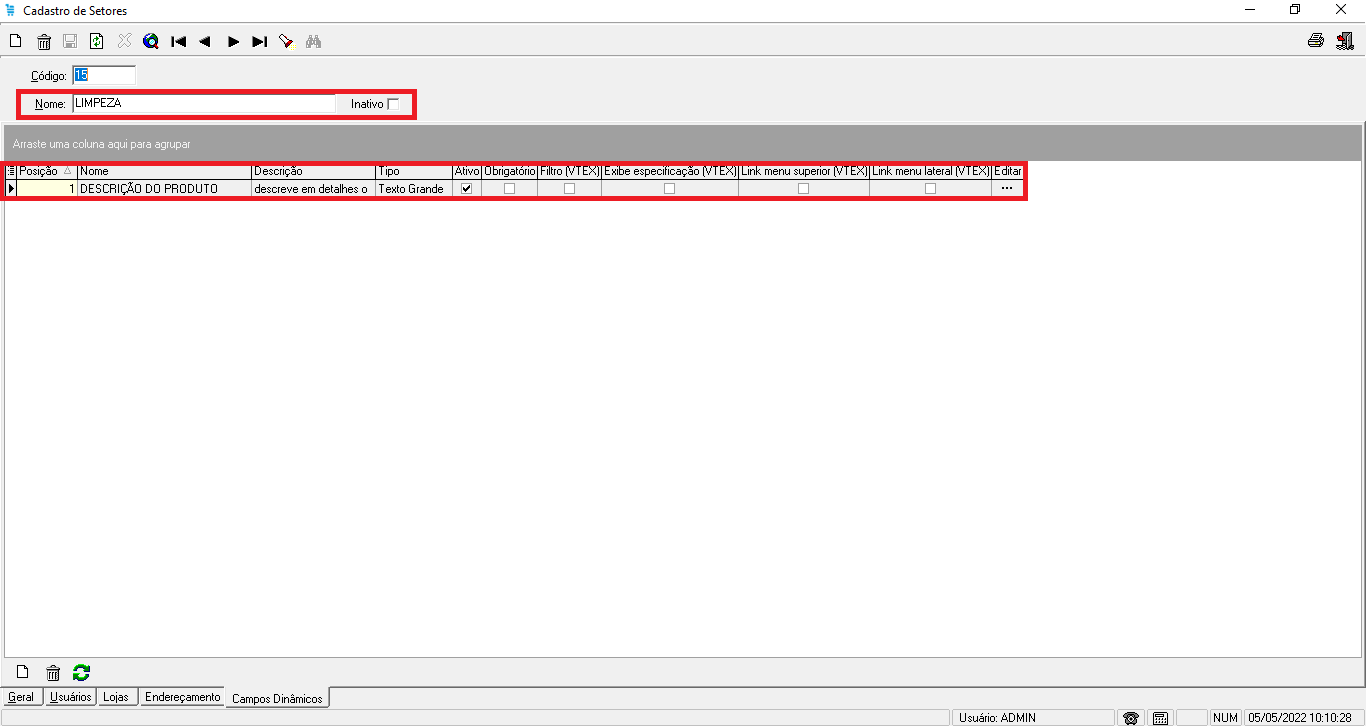 Cadastro de Setores
Código: 15
Nome: LIMPEZA Inativo
Arraste uma coluna aqui para agrupar
Posição Nome Descrição Tipo Ativo Obrigatório Filtro (VTEX) Exibe especificação (VTEX) Link menu superior (VTEX) Link menu lateral (VTEX) Editar
1 DESCRIÇÃO DO PRODUTO descreve em detalhes o Texto Grande ...
Geral Usuários Lojas Endereçamento Campos Dinâmicos
Usuário: ADMIN NUM 05/05/2022 10:10:28